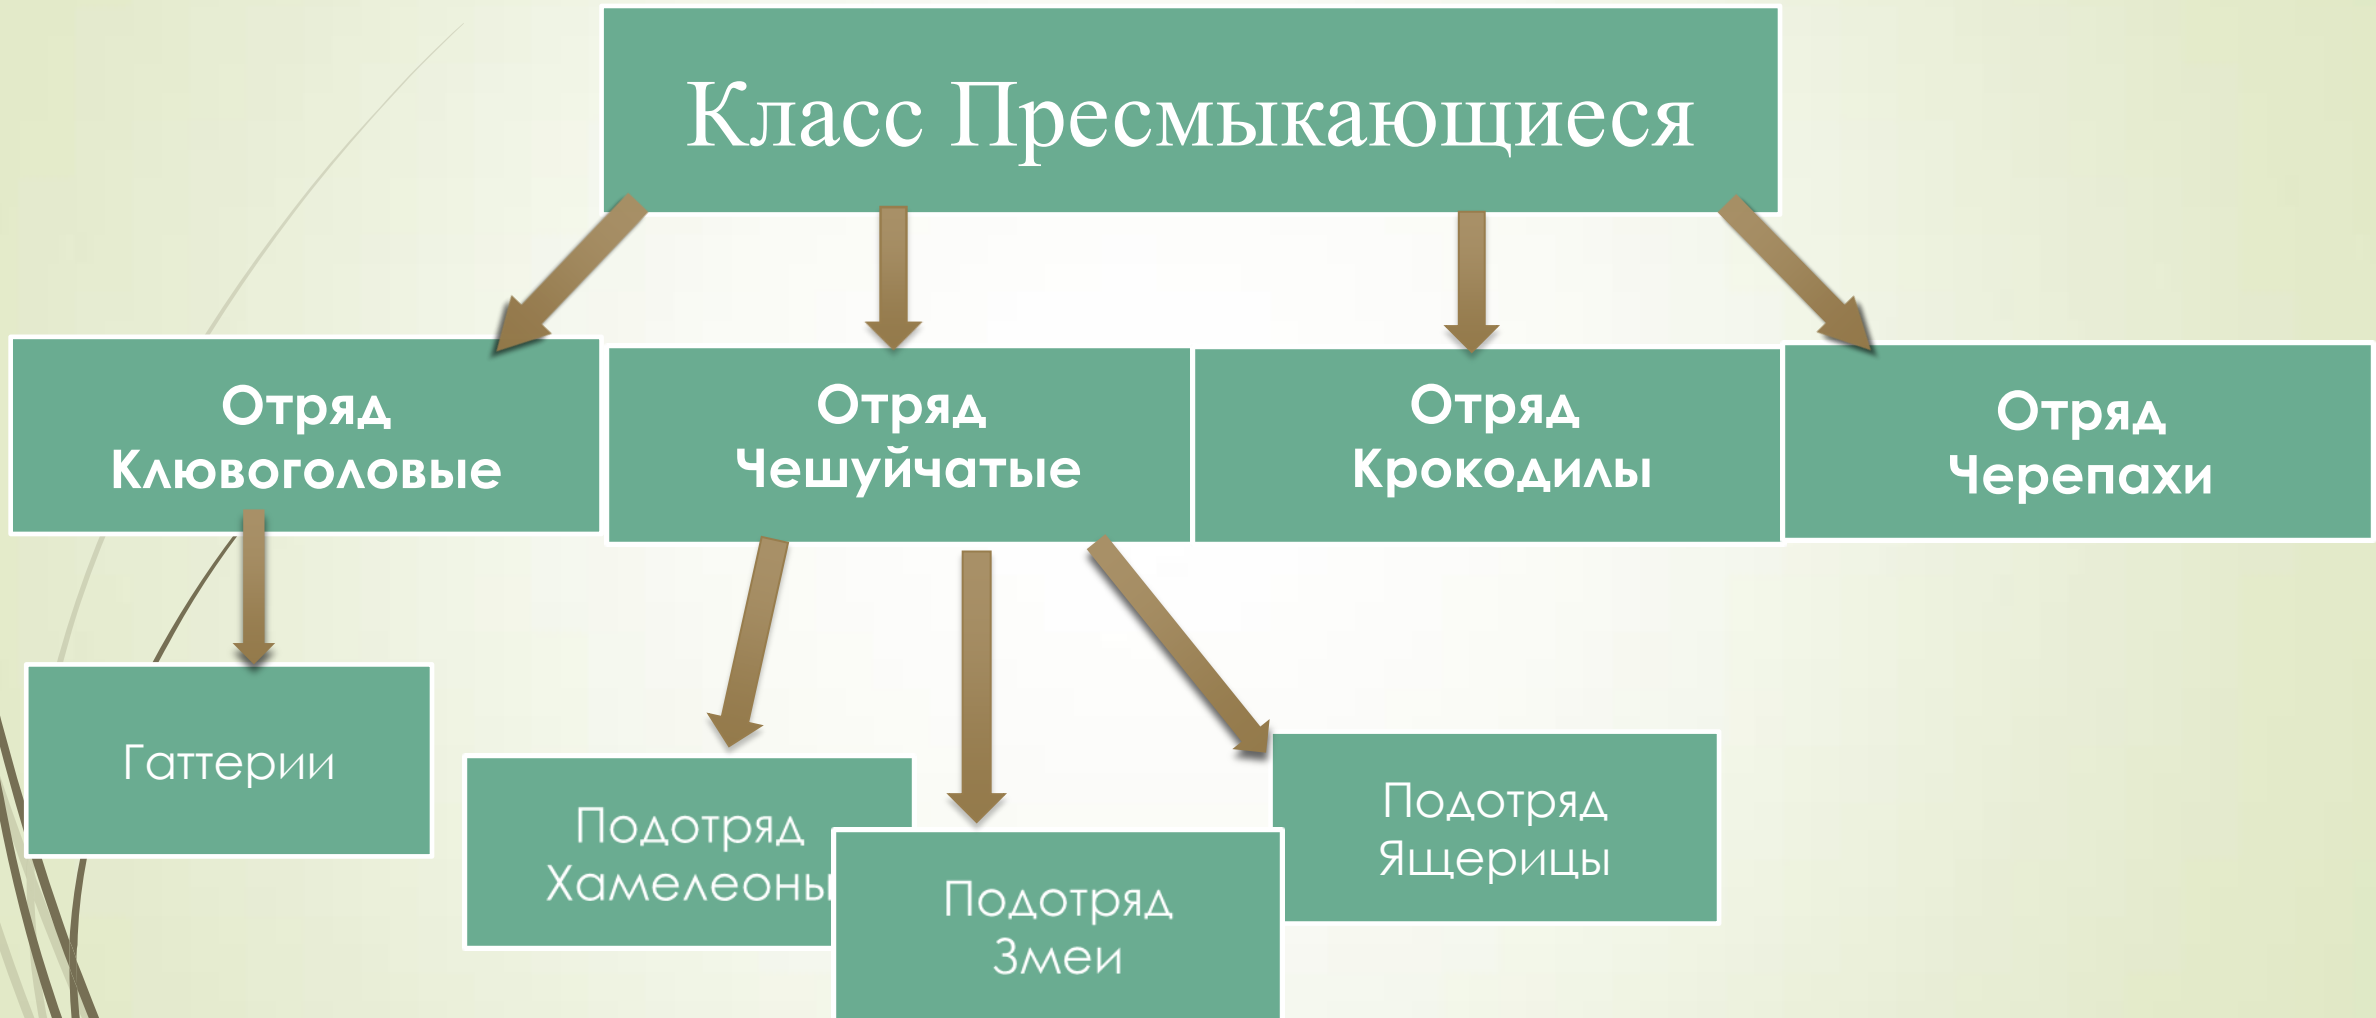 Класс Пресмыкающиеся
Отряд
Клювоголовые
Отряд
Чешуйчатые
Отряд
Крокодилы
Отряд
Черепахи
Гаттерии
Подотряд
Хамелеоны
Подотряд
Змеи
Подотряд
Ящерицы